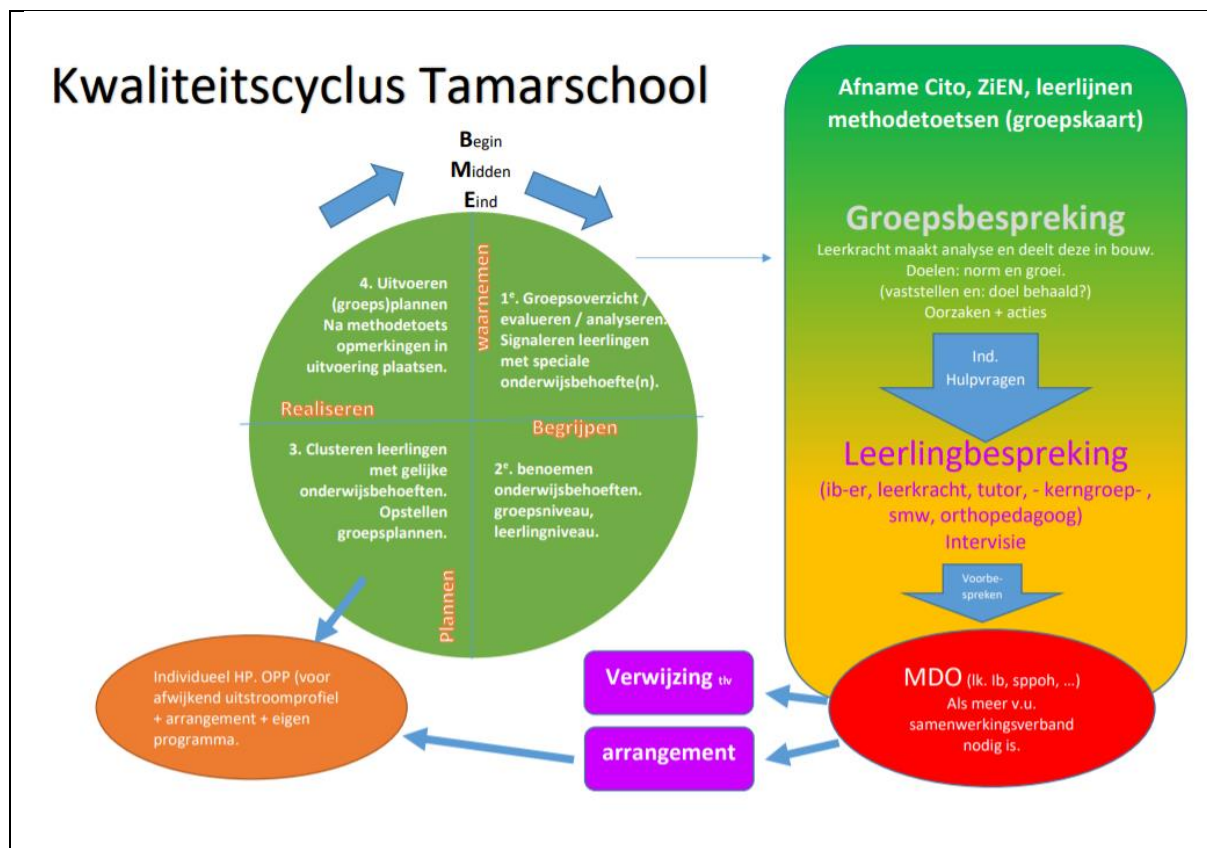 Kwaliteitscyclus Tamarschool
Begin
Midden
Eind
waarnemen
4. Uitvoeren
(groeps)plannen
Na methodetoets
opmerkingen in
uitvoering plaatsen.
1e. Groepsoverzicht /
evalueren / analyseren.
Signaleren leerlingen
met speciale
onderwijsbehoefte(n).
Realiseren
Begrijpen
3. Clusteren leerlingen
met gelijke
onderwijsbehoeften.
Opstellen
groepsplannen.
2e. benoemen
onderwijsbehoeften.
groepsniveau,
leerlingniveau.
Plannen
Individueel HP. OPP (voor
afwijkend uitstroomprofiel
+ arrangement + eigen
programma.
Afname Cito, ZiEN, leerlijnen
methodetoetsen (groepskaart)
Groepsbespreking
Leerkracht maakt analyse en deelt deze in bouw.
Doelen: norm en groei.
(vaststellen en: doel behaald?)
Oorzaken + acties
Ind.
Hulpvragen
Leerlingbespreking
(ib-er, leerkracht, tutor, - kerngroep- ,
smw, orthopedagoog)
Intervisie
Voorbe-
spreken
MDO (lk. Ib, sppoh, ...)
Als meer v.u.
samenwerkingsverband
nodig is.
Verwijzing tlv
arrangement